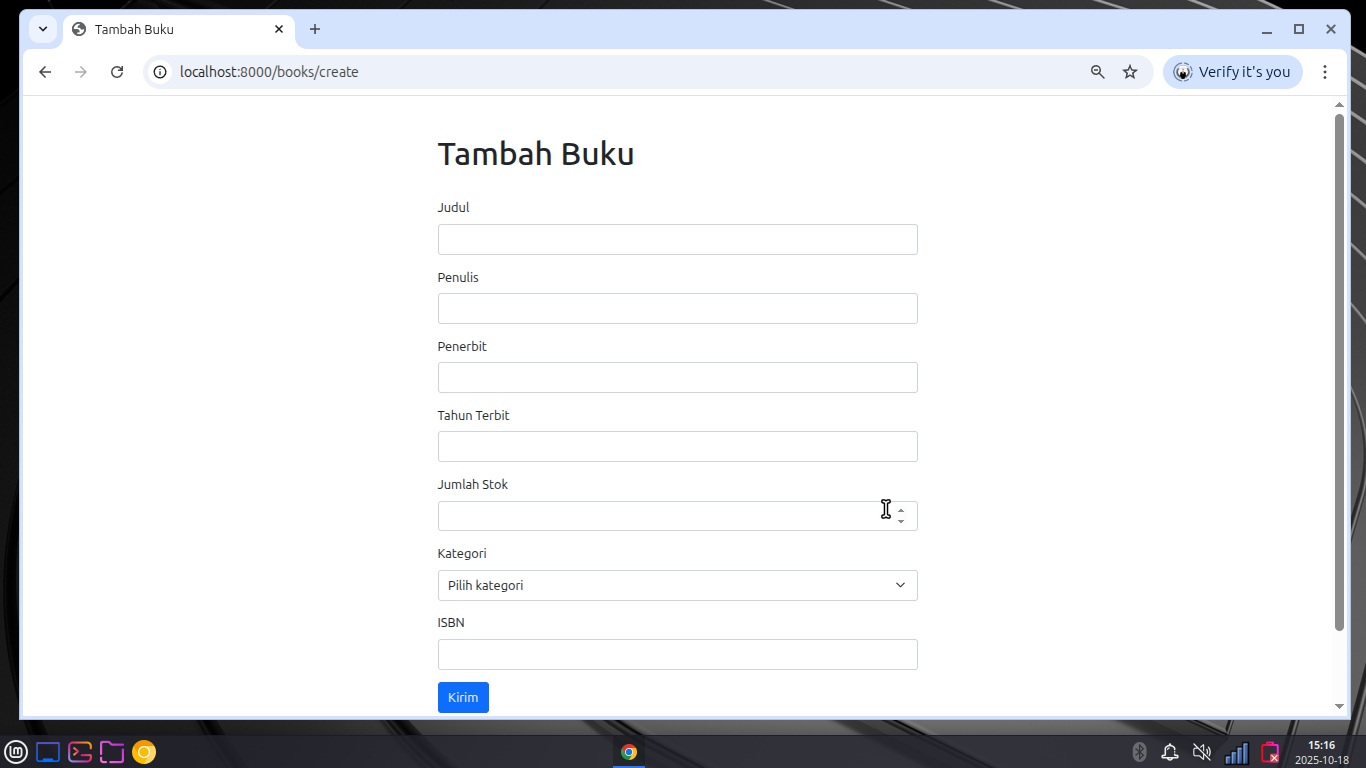 Tambah Buku
localhost:8000/books/create
Verify it's you
Tambah Buku
Judul
Penulis
Penerbit
Tahun Terbit
Jumlah Stok
Kategori
Pilih kategori
ISBN
Kirim
15:16
2025-10-18